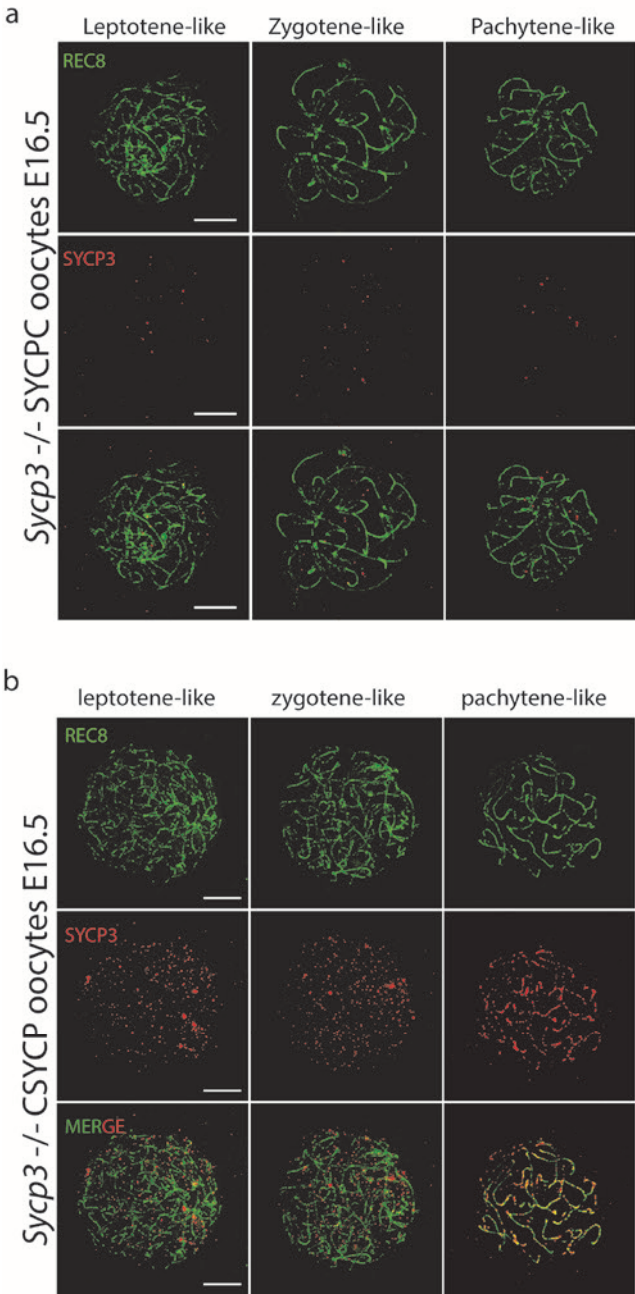 a
Leptotene-like Zygotene-like Pachytene-like
REC8
SYCP3
Sycp3 -/- SYCPC oocytes E16.5
b
leptotene-like zygotene-like pachytene-like
REC8
SYCP3
MERGE
Sycp3 -/- CSYCP oocytes E16.5